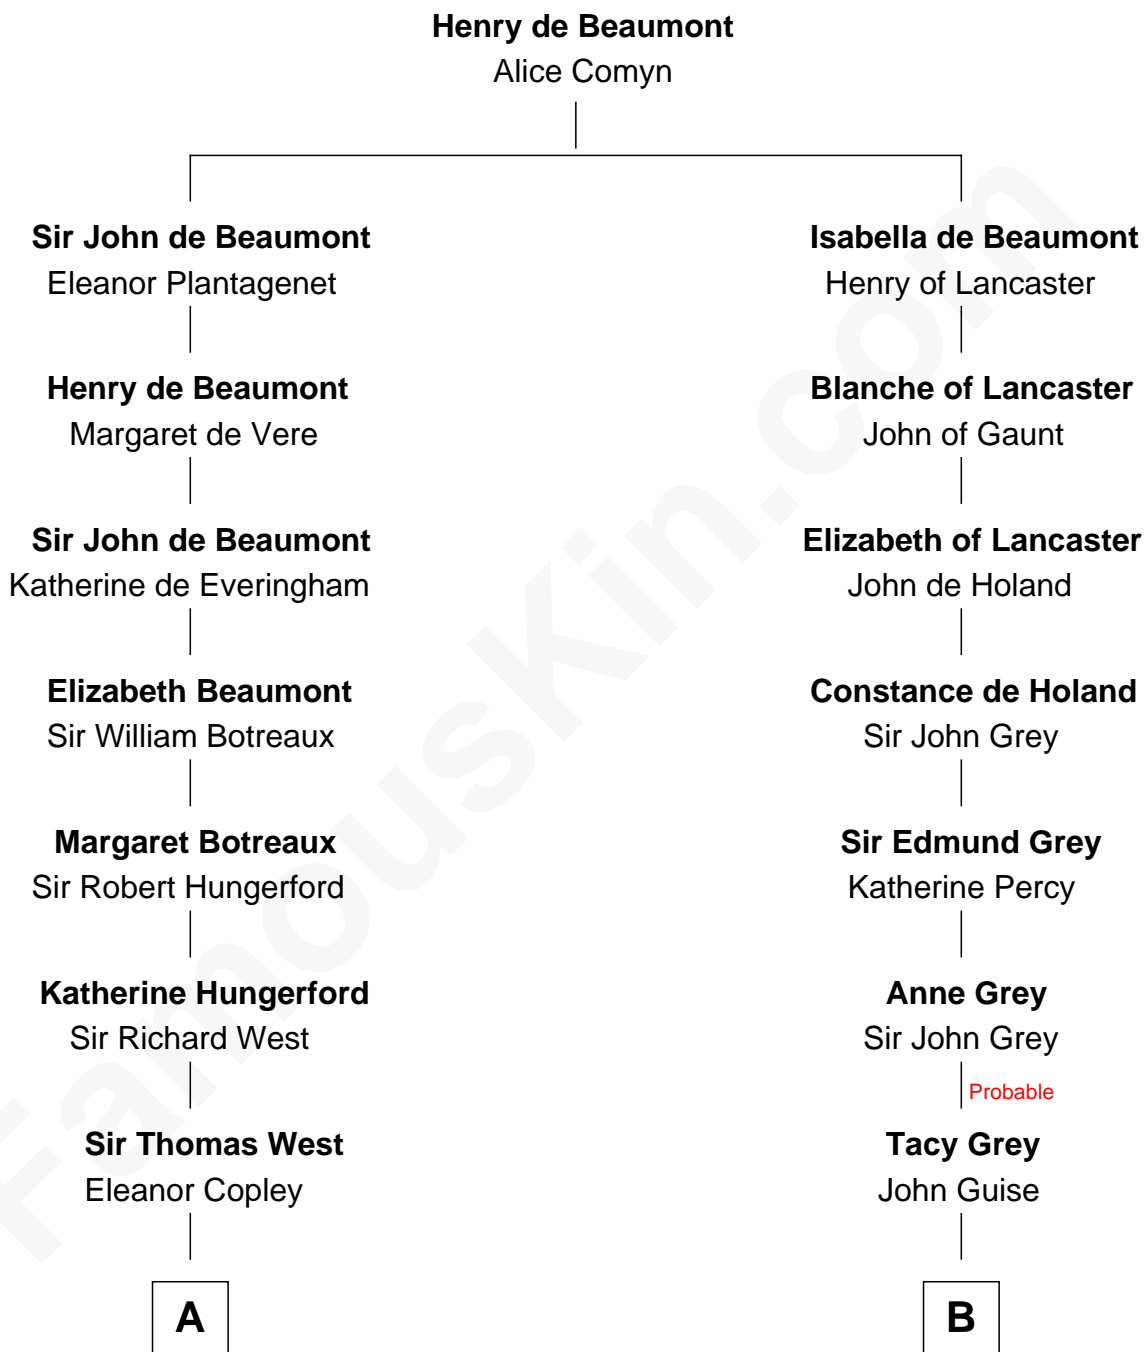 Henry de Beaumont
Alice Comyn
Sir John de Beaumont
Eleanor Plantagenet
Isabella de Beaumont
Henry of Lancaster
Henry de Beaumont
Margaret de Vere
Blanche of Lancaster
John of Gaunt
Sir John de Beaumont
Katherine de Everingham
Elizabeth of Lancaster
John de Holand
Elizabeth Beaumont
Sir William Botreaux
Constance de Holand
Sir John Grey
Margaret Botreaux
Sir Robert Hungerford
Sir Edmund Grey
Katherine Percy
Katherine Hungerford
Sir Richard West
Anne Grey
Sir John Grey
Probable
Sir Thomas West
Eleanor Copley
Tacy Grey
John Guise
A
B
FamousKin.com